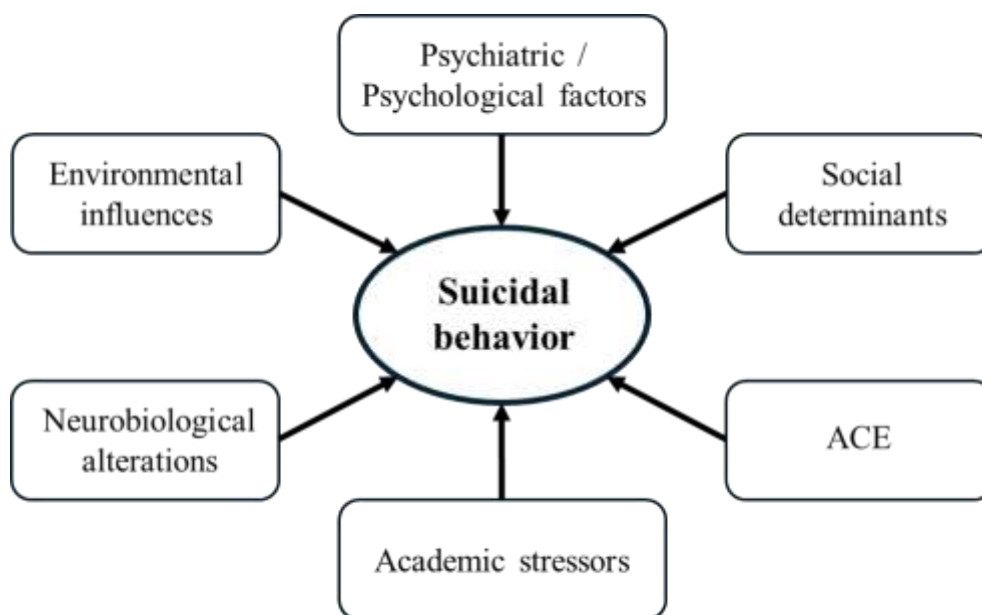 Psychiatric /
Psychological factors
Environmental
influences
Social
determinants
Suicidal
behavior
Neurobiological
alterations
ACE
Academic stressors